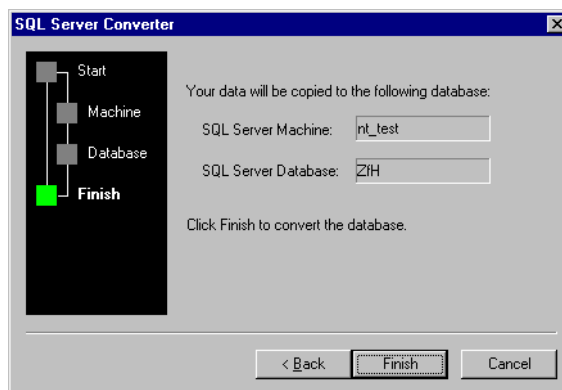 SQL Server Converter
Start
Machine
Database
Finish
Your data will be copied to the following database:
SQL Server Machine: nt_test
SQL Server Database: ZfH
Click Finish to convert the database.
< Back Finish Cancel